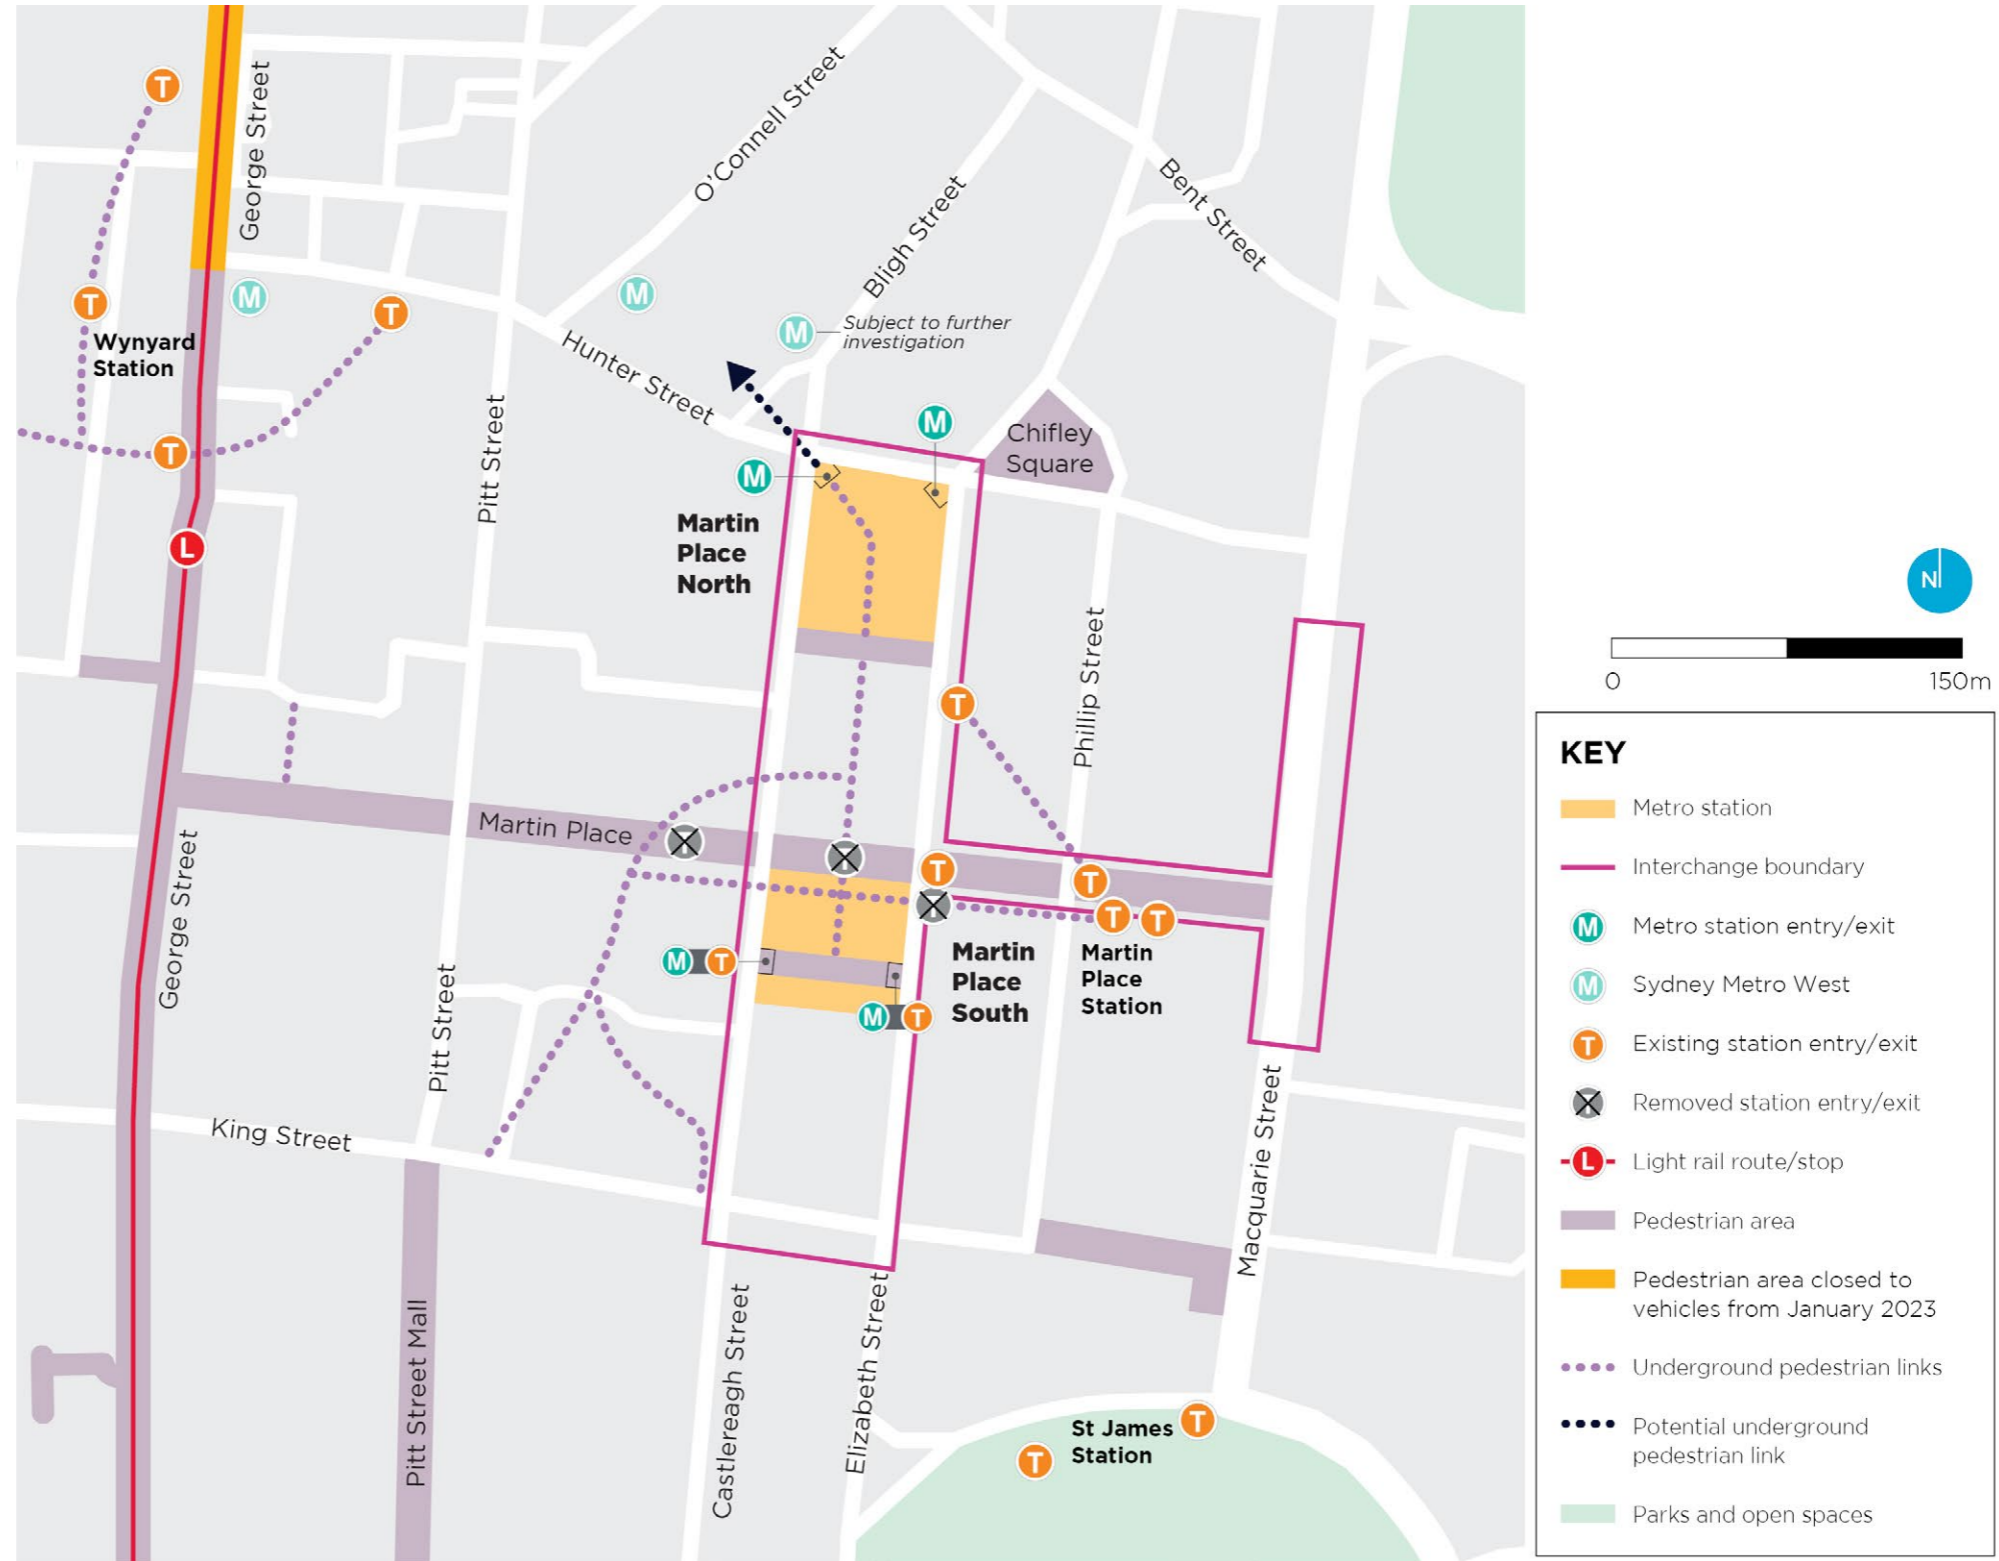 T
George Street
O'Connell Street
Bligh Street
Bent Street
T
M
T
M
M
Subject to further
investigation
Wynyard
Station
Hunter Street
Pitt Street
M
Chifley
Square
T
M
Martin
Place
North
L
N
0
150m
T
Phillip Street
KEY
Metro station
Interchange boundary
M
Metro station entry/exit
M
Sydney Metro West
T
Existing station entry/exit
T
Removed station entry/exit
L
Light rail route/stop
Pedestrian area
Pedestrian area closed to
vehicles from January 2023
Underground pedestrian links
Potential underground
pedestrian link
Parks and open spaces
Martin Place
T
T
T
T
T
T
T
George Street
M
T
Martin
Place
South
Martin
Place
Station
M
T
Pitt Street
King Street
Macquarie Street
Pitt Street Mall
Castlereagh Street
Elizabeth Street
St James
Station
T
T